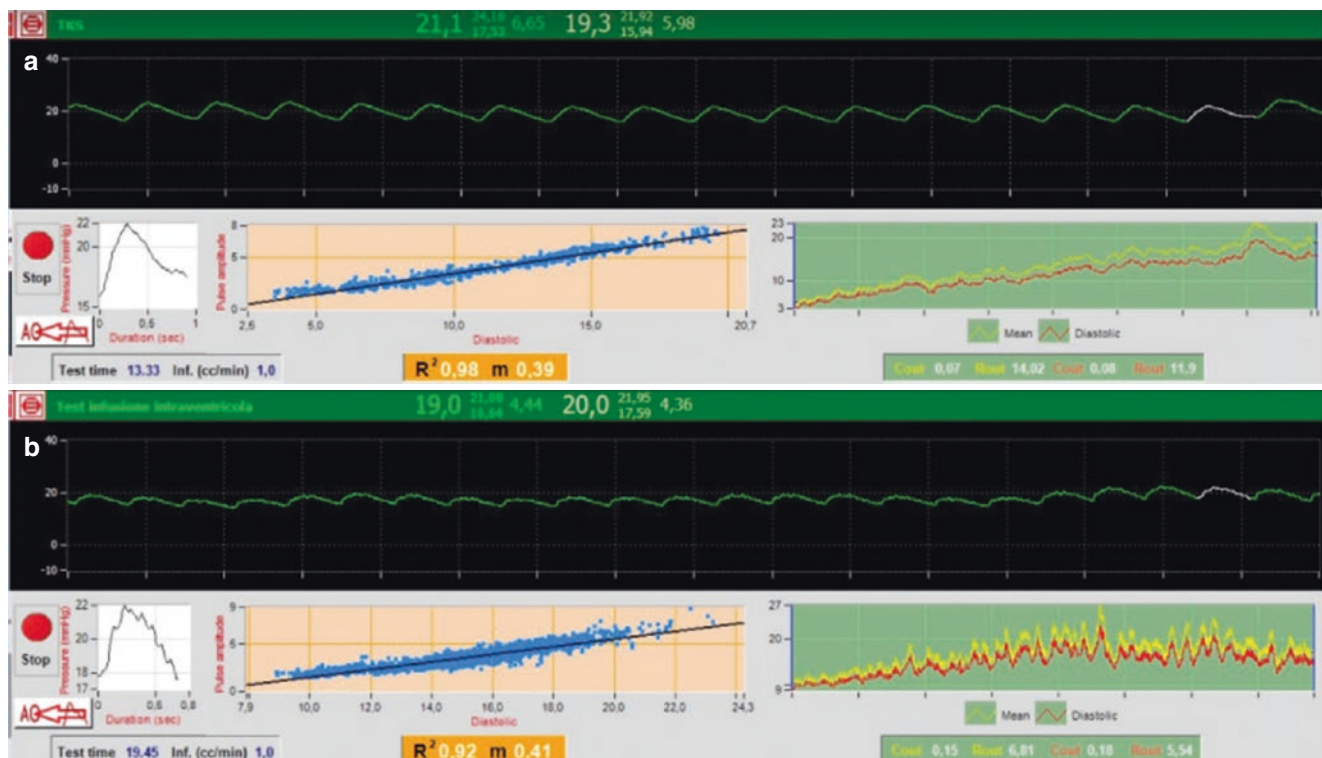 TNS 21,1 24,18 17,53 6,65 19,3 21,92 15,94 5,98
a
40
20
0
-10
Stop
Pressure (mmHg)
22
20
15
0 0,5 1
Duration (sec)
AO
Pulse amplitude
8
5
0
2,5 5,0 10,0 15,0 20,7
Diastolic
23
20
10
3
Mean Diastolic
Test time 13.33 Inf. (cc/min) 1,0
R2 0,98 m 0,39
Cout 0,07 Rout 14,02 Cout 0,08 Rout 11,9
Test infusione intraventricola 19,0 4,44 20,0 21,95 17,59 4,36
b
40
20
0
-10
Stop
Pressure (mmHg)
22
20
18
17
0 0,6 0,8
Duration (sec)
AO
Pulse amplitude
9
5
0
7,9 10,0 12,0 14,0 16,0 18,0 20,0 22,0 24,3
Diastolic
27
20
9
Mean Diastolic
Test time 19.45 Inf. (cc/min) 1,0
R2 0,92 m 0,41
Cout 0,15 Rout 6,81 Cout 0,18 Rout 5,54